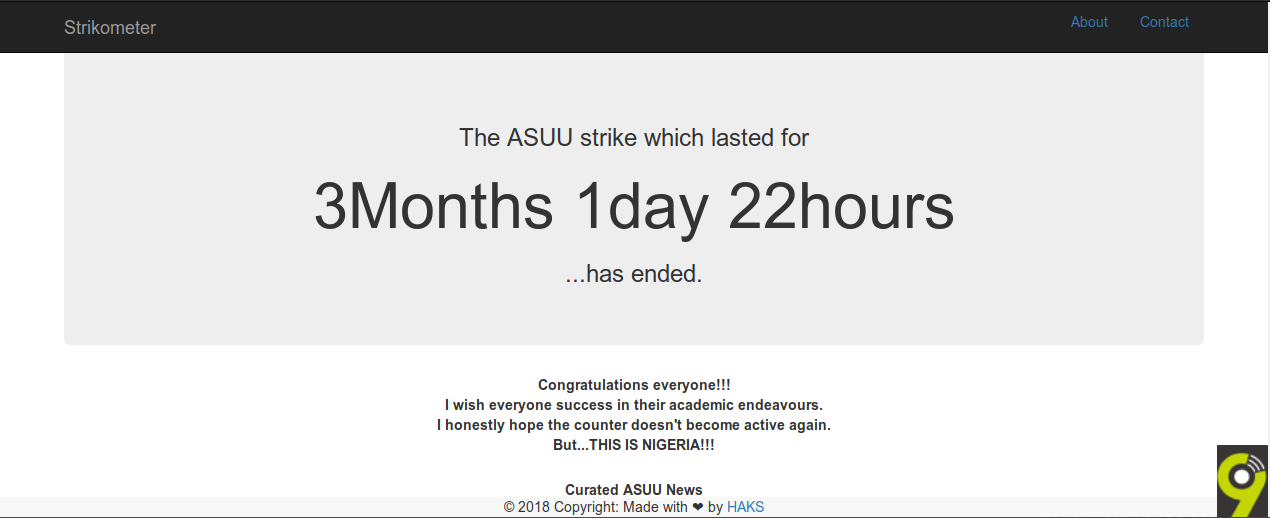 Strikometer
About
Contact
The ASUU strike which lasted for
3Months 1day 22hours
...has ended.
Congratulations everyone!!!
I wish everyone success in their academic endeavours.
I honestly hope the counter doesn't become active again.
But...THIS IS NIGERIA!!!
Curated ASUU News
© 2018 Copyright: Made with ❤ by HAKS